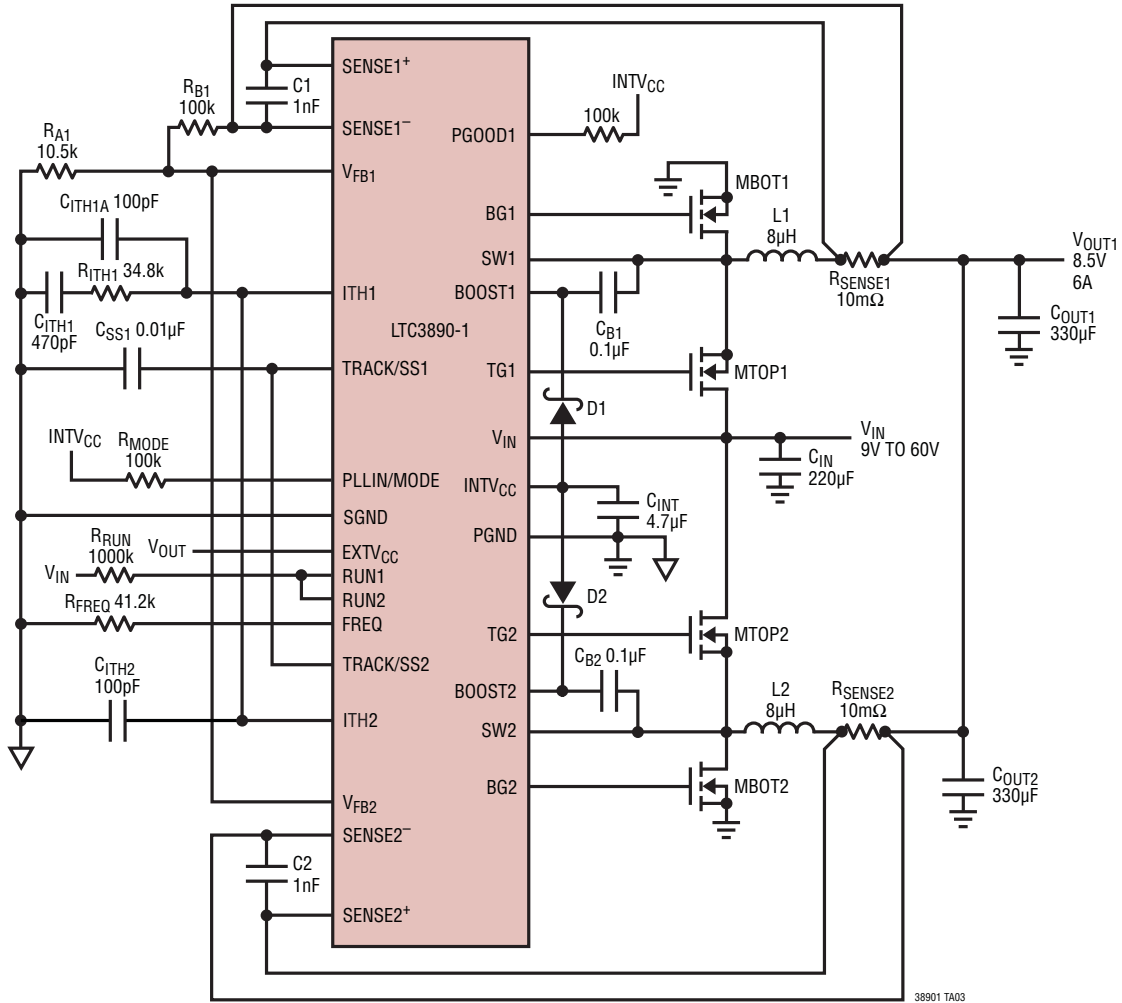 SENSE1+
C1
1nF
RB1
100k
SENSE1−
RA1
10.5k
VFB1
CITH1A 100pF
RITH1 34.8k
CITH1
470pF
ITH1
CSS1 0.01µF
TRACK/SS1
INTVCC
RMODE
100k
PLLIN/MODE
SGND
RRUN
1000k
VOUT
EXTVCC
VIN
RUN1
RUN2
RFREQ 41.2k
FREQ
TRACK/SS2
CITH2
100pF
ITH2
VFB2
SENSE2−
C2
1nF
SENSE2+
LTC3890-1
INTVCC
100k
PGOOD1
MBOT1
BG1
L1
8µH
SW1
RSENSE1
10mΩ
VOUT1
8.5V
6A
COUT1
330µF
BOOST1
CB1
0.1µF
TG1
MTOP1
D1
VIN
VIN
9V TO 60V
CIN
220µF
INTVCC
CINT
4.7µF
PGND
D2
TG2
MTOP2
CB2 0.1µF
BOOST2
L2
8µH
RSENSE2
10mΩ
SW2
BG2
MBOT2
COUT2
330µF
38901 TA03